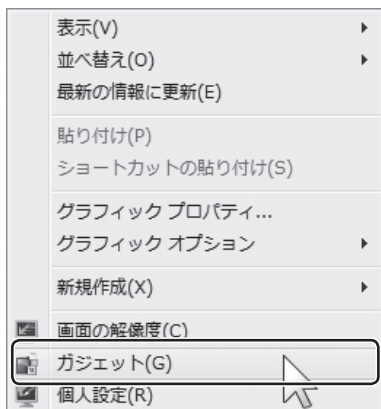 表示(V)
並べ替え(O)
最新の情報に更新(E)
貼り付け(P)
ショートカットの貼り付け(S)
グラフィック プロパティ...
グラフィック オプション
新規作成(X)
画面の解像度(C)
ガジェット(G)
個人設定(R)